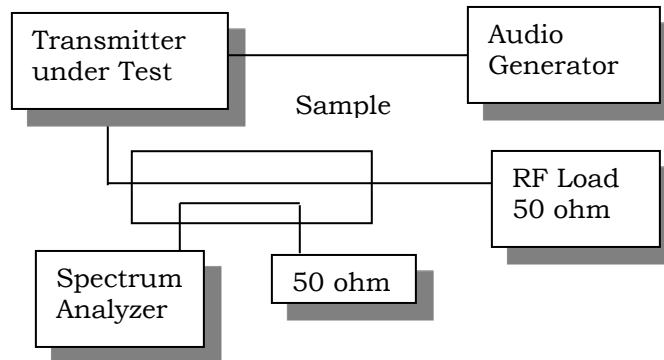 Transmitter
under Test
Audio
Generator
Sample
RF Load
50 ohm
Spectrum
Analyzer
50 ohm